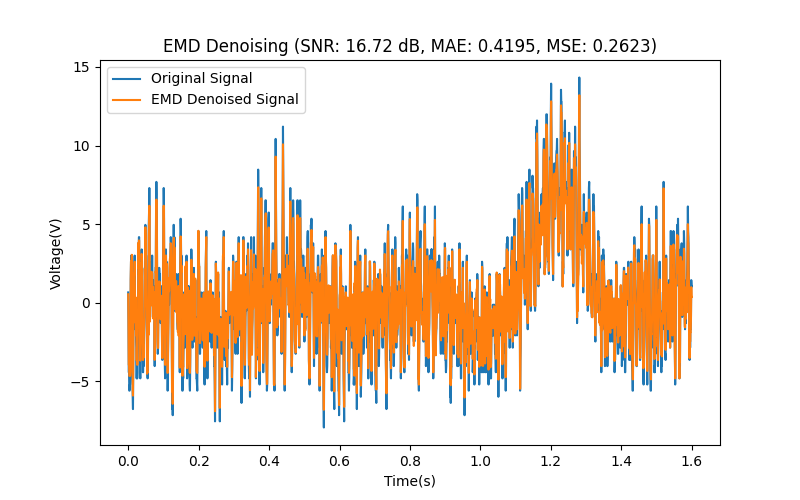 EMD Denoising (SNR: 16.72 dB, MAE: 0.4195, MSE: 0.2623)
Original Signal
EMD Denoised Signal
Voltage(V)
15
10
5
0
−5
0.0 0.2 0.4 0.6 0.8 1.0 1.2 1.4 1.6
Time(s)